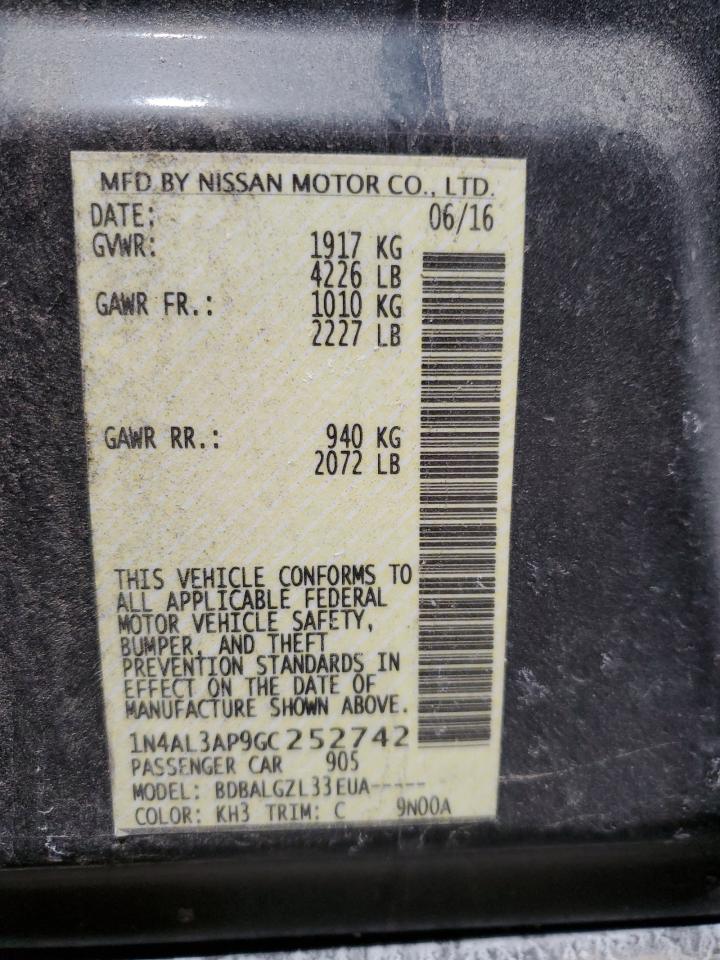 MFD BY NISSAN MOTOR CO., LTD.
DATE: 06/16
GVWR: 1917 KG
4226 LB
GAWR FR.: 1010 KG
2227 LB
GAWR RR.: 940 KG
2072 LB
THIS VEHICLE CONFORMS TO
ALL APPLICABLE FEDERAL
MOTOR VEHICLE SAFETY,
BUMPER, AND THEFT
PREVENTION STANDARDS IN
EFFECT ON THE DATE OF
MANUFACTURE SHOWN ABOVE.
1N4AL3AP9GC252742
PASSENGER CAR 905
MODEL: BDBALGZL33EUA-----
COLOR: KH3 TRIM: C 9N00A